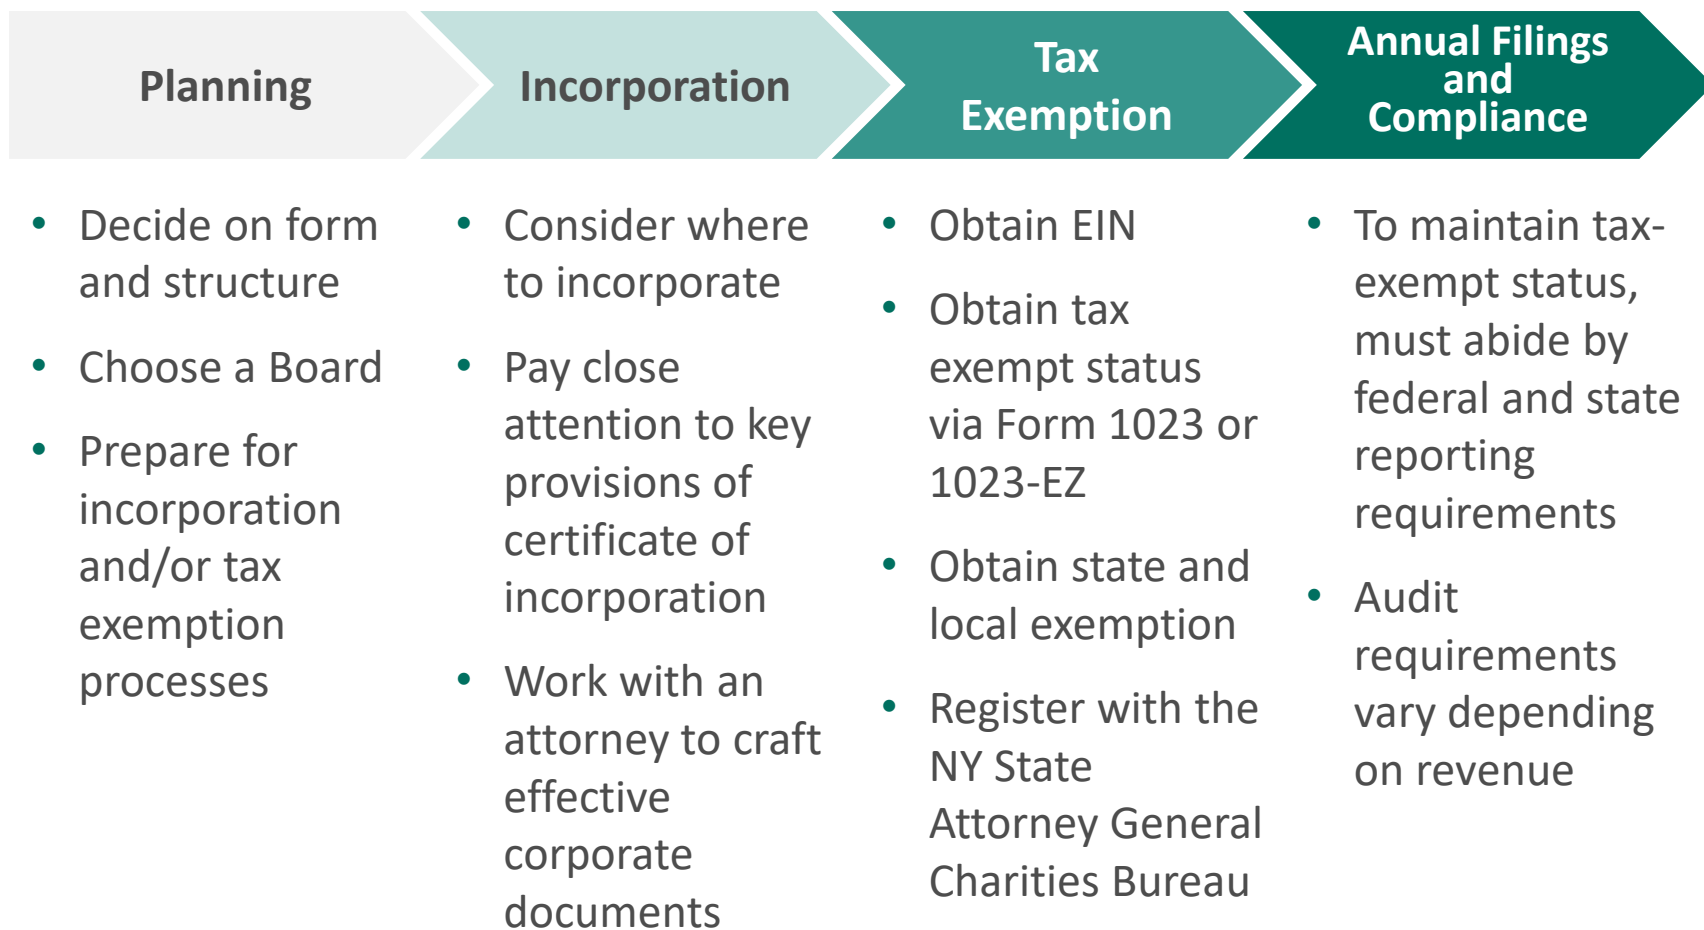 Planning
Incorporation
Tax
Exemption
Annual Filings
and
Compliance
• Decide on form
and structure
• Choose a Board
• Prepare for
incorporation
and/or tax
exemption
processes
• Consider where
to incorporate
• Pay close
attention to key
provisions of
certificate of
incorporation
• Work with an
attorney to craft
effective
corporate
documents
• Obtain EIN
• Obtain tax
exempt status
via Form 1023 or
1023-EZ
• Obtain state and
local exemption
• Register with the
NY State
Attorney General
Charities Bureau
• To maintain tax-
exempt status,
must abide by
federal and state
reporting
requirements
• Audit
requirements
vary depending
on revenue